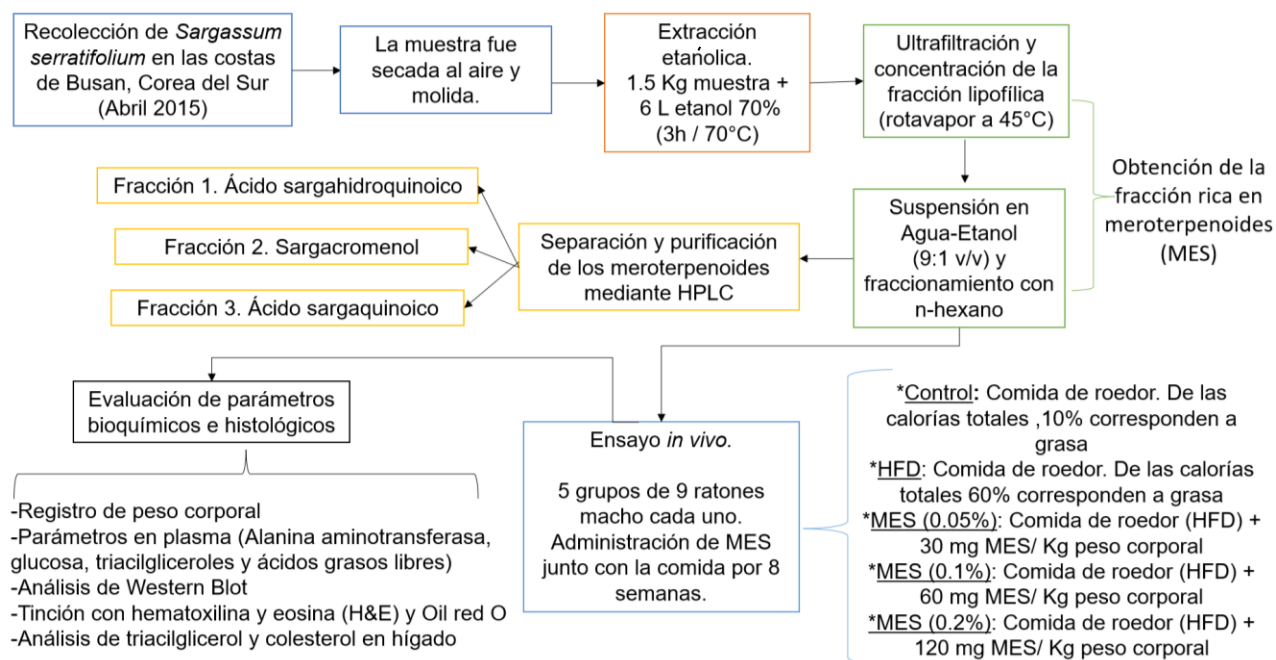 Recolección de Sargassum
serratifolium en las costas
de Busan, Corea del Sur
(Abril 2015)
La muestra fue
secada al aire y
molida.
Extracción
etanólica.
1.5 Kg muestra +
6 L etanol 70%
(3h / 70°C)
Ultrafiltración y
concentración de la
fracción lipofílica
(rotavapor a 45°C)
Obtención de la
fracción rica en
meroterpenoides
(MES)
Suspensión en
Agua-Etanol
(9:1 v/v) y
fraccionamiento con
n-hexano
Separación y purificación
de los meroterpenoides
mediante HPLC
Fracción 1. Ácido sargahidroquinoico
Fracción 2. Sargacromenol
Fracción 3. Ácido sargaquinoico
Ensayo in vivo.
5 grupos de 9 ratones
macho cada uno.
Administración de MES
junto con la comida por 8
semanas.
*Control: Comida de roedor. De las
calorías totales ,10% corresponden a
grasa
*HFD: Comida de roedor. De las calorías
totales 60% corresponden a grasa
*MES (0.05%): Comida de roedor (HFD) +
30 mg MES/ Kg peso corporal
*MES (0.1%): Comida de roedor (HFD) +
60 mg MES/ Kg peso corporal
*MES (0.2%): Comida de roedor (HFD) +
120 mg MES/ Kg peso corporal
Evaluación de parámetros
bioquímicos e histológicos
-Registro de peso corporal
-Parámetros en plasma (Alanina aminotransferasa,
glucosa, triacilgliceroles y ácidos grasos libres)
-Análisis de Western Blot
-Tinción con hematoxilina y eosina (H&E) y Oil red O
-Análisis de triacilglicerol y colesterol en hígado